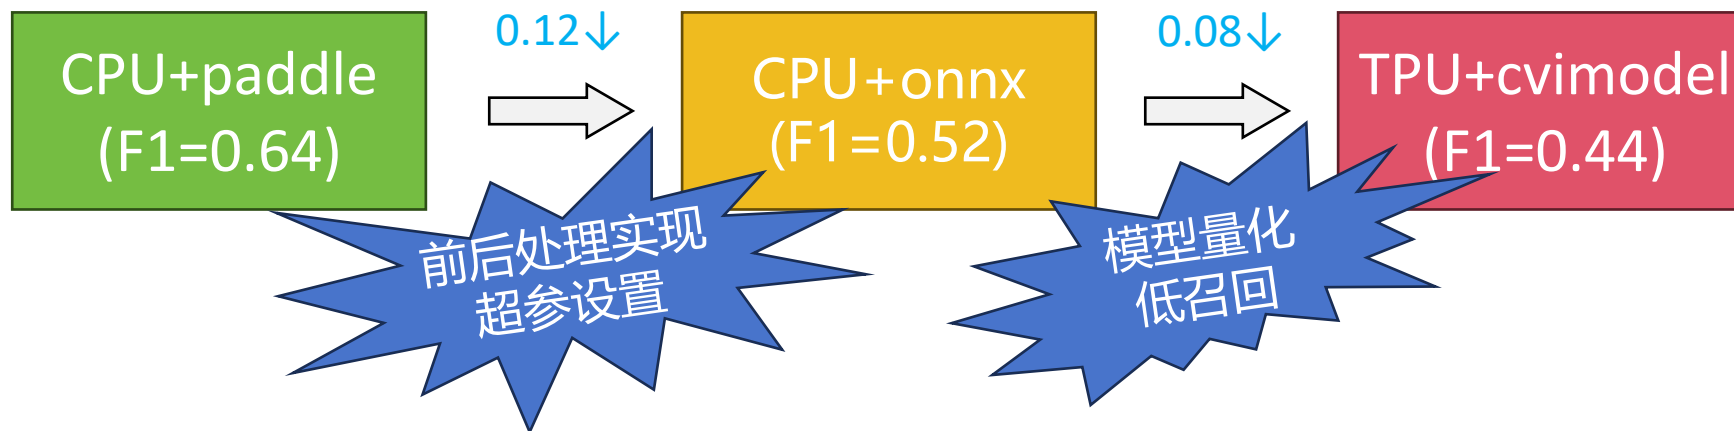 CPU+paddle
(F1=0.64)
0.12↓
CPU+onnx
(F1=0.52)
0.08↓
TPU+cvimodel
(F1=0.44)
前后处理实现
超参设置
模型量化
低召回